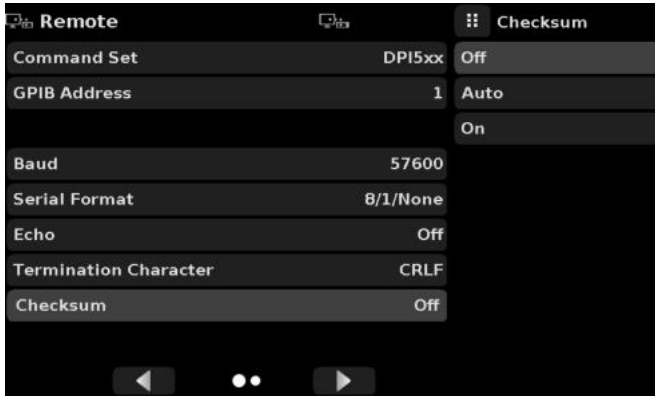 Remote
Command Set DPI5xx
GPIB Address 1
Baud 57600
Serial Format 8/1/None
Echo Off
Termination Character CRLF
Checksum Off
Checksum
Off
Auto
On